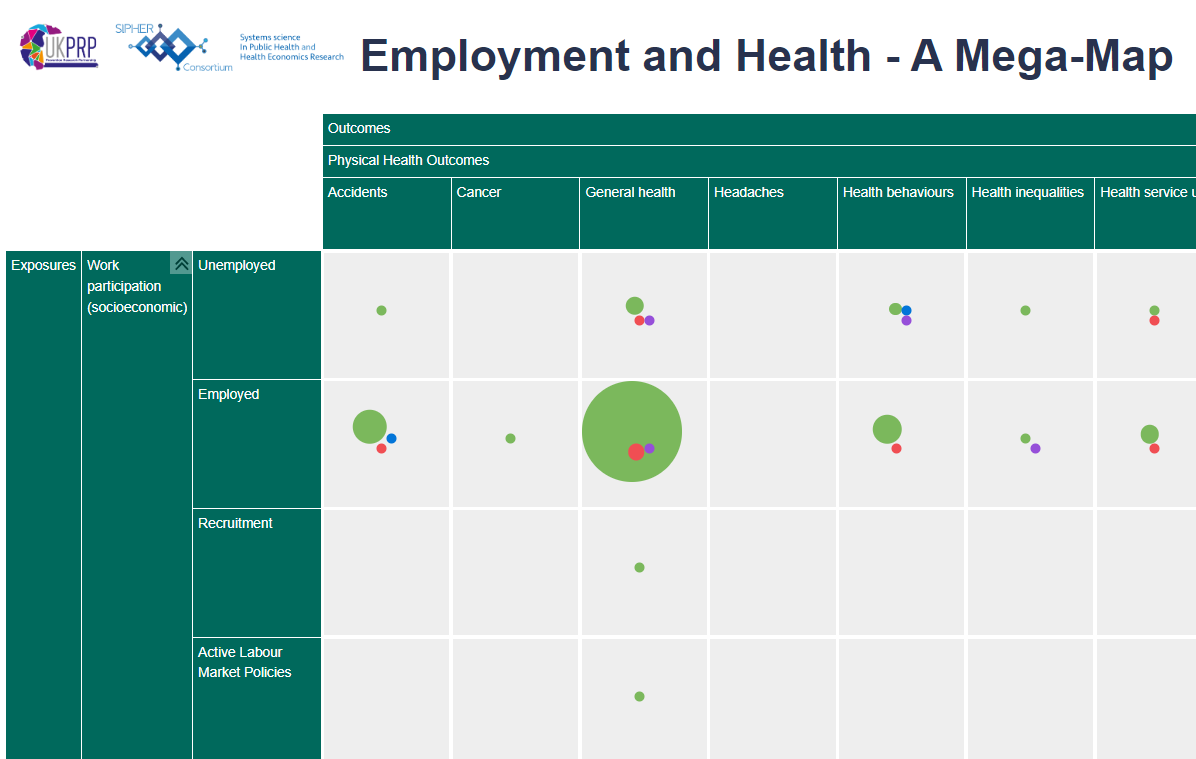 UKPRP
SIPHER
Consortium
Systems science
In Public Health and
Health Economics Research
Employment and Health - A Mega-Map
Outcomes
Physical Health Outcomes
Accidents
Cancer
General health
Headaches
Health behaviours
Health inequalities
Health service u
Exposures
Work
participation
(socioeconomic)
Unemployed
Employed
Recruitment
Active Labour
Market Policies